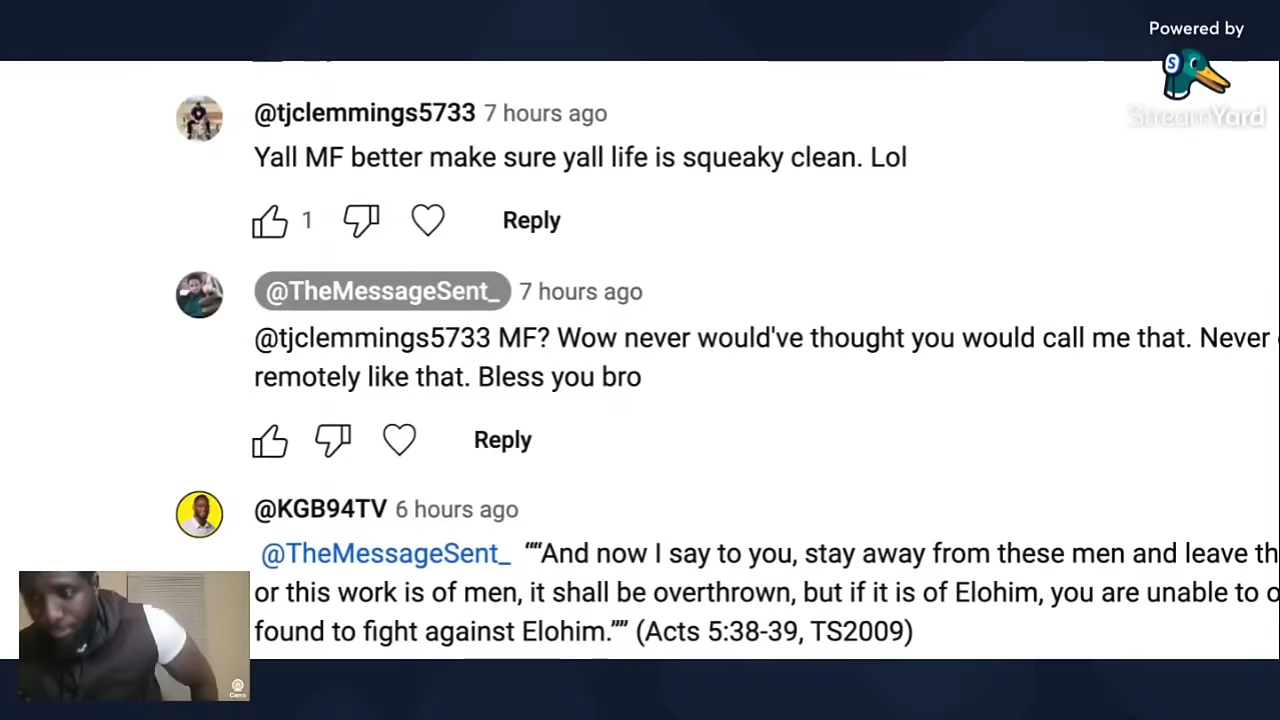 Powered by
StreamYard
@tjclemmings5733 7 hours ago
Yall MF better make sure yall life is squeaky clean. Lol
1 Reply
@TheMessageSent_ 7 hours ago
@tjclemmings5733 MF? Wow never would've thought you would call me that. Never
remotely like that. Bless you bro
Reply
@KGB94TV 6 hours ago
@TheMessageSent_ ““And now I say to you, stay away from these men and leave th
or this work is of men, it shall be overthrown, but if it is of Elohim, you are unable to o
found to fight against Elohim.”” (Acts 5:38-39, TS2009)